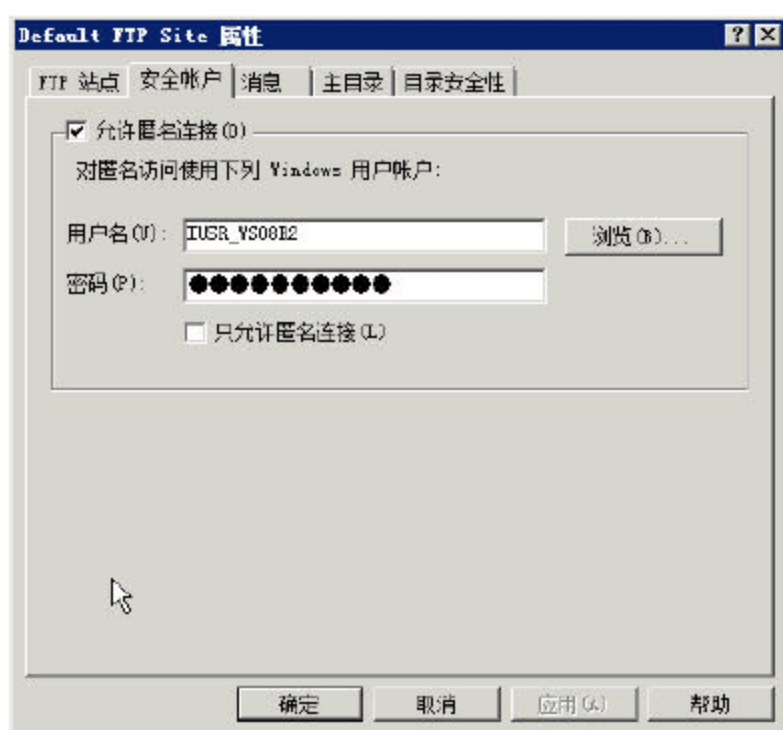 Default FTP Site 属性
FTP 站点 安全帐户 消息 主目录 目录安全性
允许匿名连接(O)
对匿名访问使用下列 Windows 用户帐户:
用户名(U): IUSR_VS08R2 浏览(B)...
密码(P): ●●●●●●●●●●
只允许匿名连接(L)
确定 取消 应用(A) 帮助